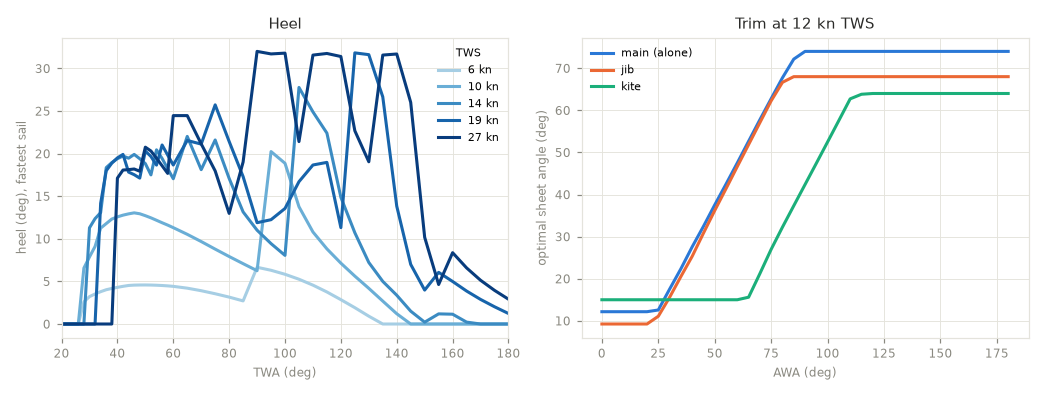 Heel
TWS
6 kn
10 kn
14 kn
19 kn
27 kn
heel (deg), fastest sail
30
25
20
15
10
5
0
20 40 60 80 100 120 140 160 180
TWA (deg)
Trim at 12 kn TWS
main (alone)
jib
kite
optimal sheet angle (deg)
70
60
50
40
30
20
10
0 25 50 75 100 125 150 175
AWA (deg)